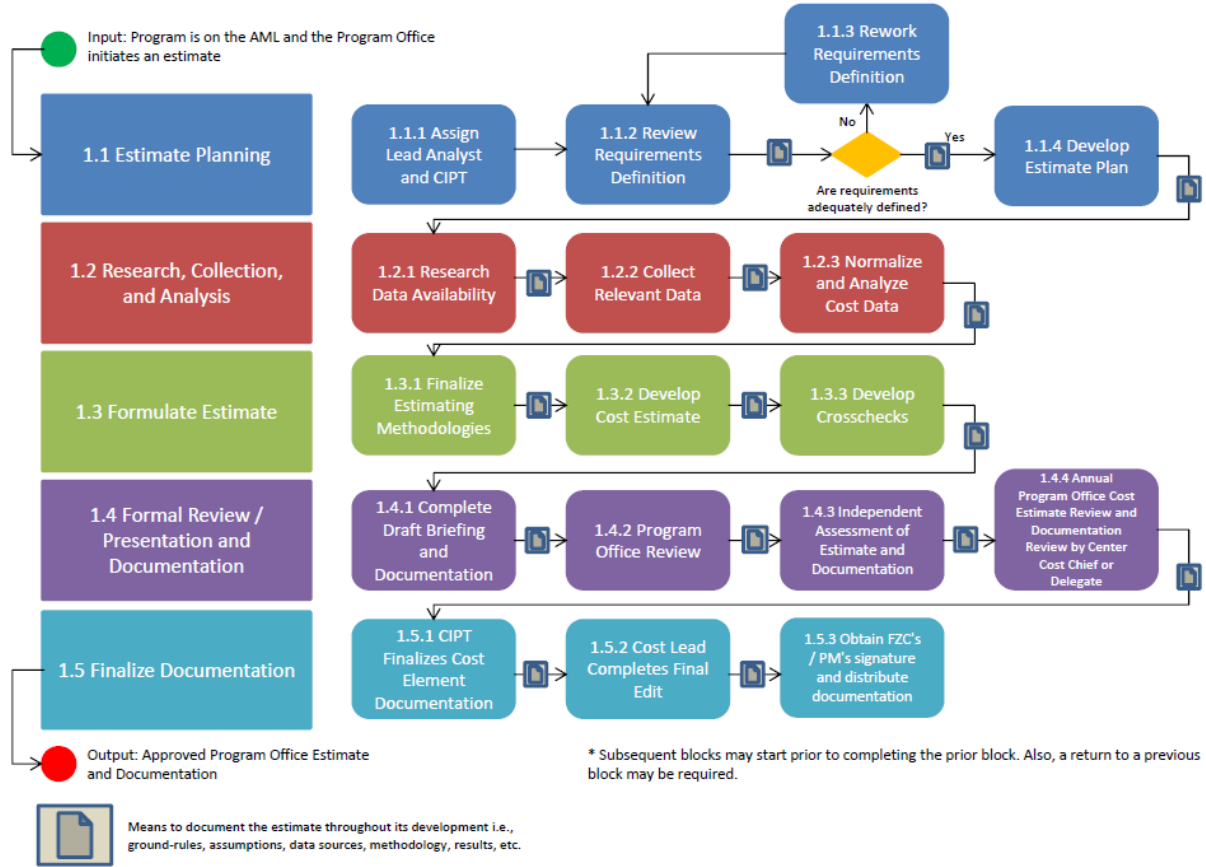 Input: Program is on the AML and the Program Office
initiates an estimate
1.1 Estimate Planning
1.1.1 Assign
Lead Analyst
and CIPT
1.1.2 Review
Requirements
Definition
1.1.3 Rework
Requirements
Definition
No
Yes
Are requirements
adequately defined?
1.1.4 Develop
Estimate Plan
1.2 Research, Collection,
and Analysis
1.2.1 Research
Data Availability
1.2.2 Collect
Relevant Data
1.2.3 Normalize
and Analyze
Cost Data
1.3 Formulate Estimate
1.3.1 Finalize
Estimating
Methodologies
1.3.2 Develop
Cost Estimate
1.3.3 Develop
Crosschecks
1.4 Formal Review /
Presentation and
Documentation
1.4.1 Complete
Draft Briefing
and
Documentation
1.4.2 Program
Office Review
1.4.3 Independent
Assessment of
Estimate and
Documentation
1.4.4 Annual
Program Office Cost
Estimate Review and
Documentation
Review by Center
Cost Chief or
Delegate
1.5 Finalize Documentation
1.5.1 CIPT
Finalizes Cost
Element
Documentation
1.5.2 Cost Lead
Completes Final
Edit
1.5.3 Obtain FZC's
/ PM's signature
and distribute
documentation
Output: Approved Program Office Estimate
and Documentation
* Subsequent blocks may start prior to completing the prior block. Also, a return to a previous
block may be required.
Means to document the estimate throughout its development i.e.,
ground-rules, assumptions, data sources, methodology, results, etc.